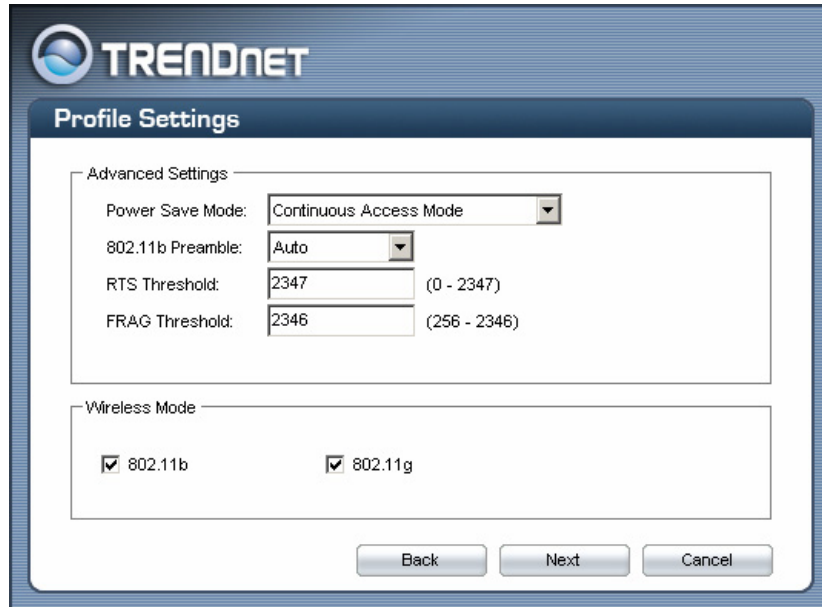 TRENDNET
Profile Settings
Advanced Settings
Power Save Mode: Continuous Access Mode
802.11b Preamble: Auto
RTS Threshold: 2347 (0 - 2347)
FRAG Threshold: 2346 (256 - 2346)
Wireless Mode
802.11b 802.11g
Back Next Cancel